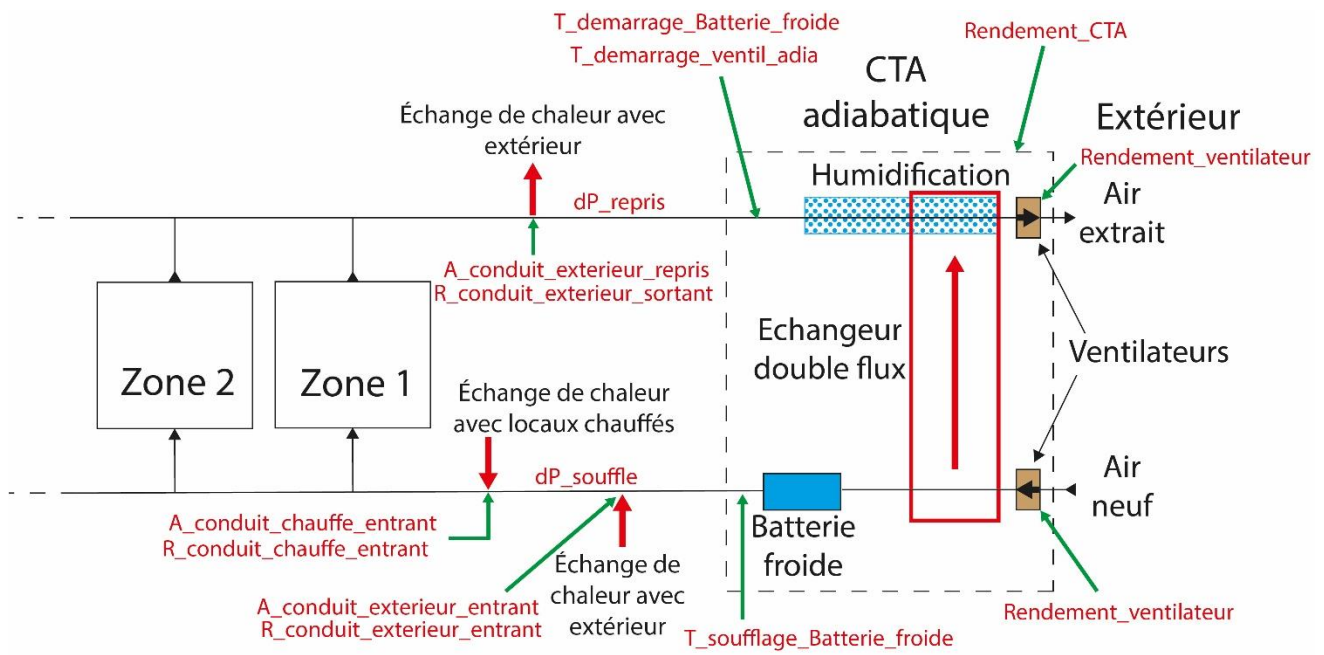 T_demarrage_Batterie_froide
T_demarrage_ventil_adia
Rendement_CTA
CTA
adiabatique
Extérieur
Échange de chaleur avec
extérieur
Rendement_ventilateur
Humidification
dP_repris
Air
extrait
A_conduit_exterieur_repris
R_conduit_exterieur_sortant
Zone 2
Zone 1
Echangeur
double flux
Ventilateurs
Échange de chaleur
avec locaux chauffés
dP_souffle
Air
neuf
A_conduit_chauffe_entrant
R_conduit_chauffe_entrant
Batterie
froide
Échange de
chaleur avec
extérieur
A_conduit_exterieur_entrant
R_conduit_exterieur_entrant
T_soufflage_Batterie_froide
Rendement_ventilateur